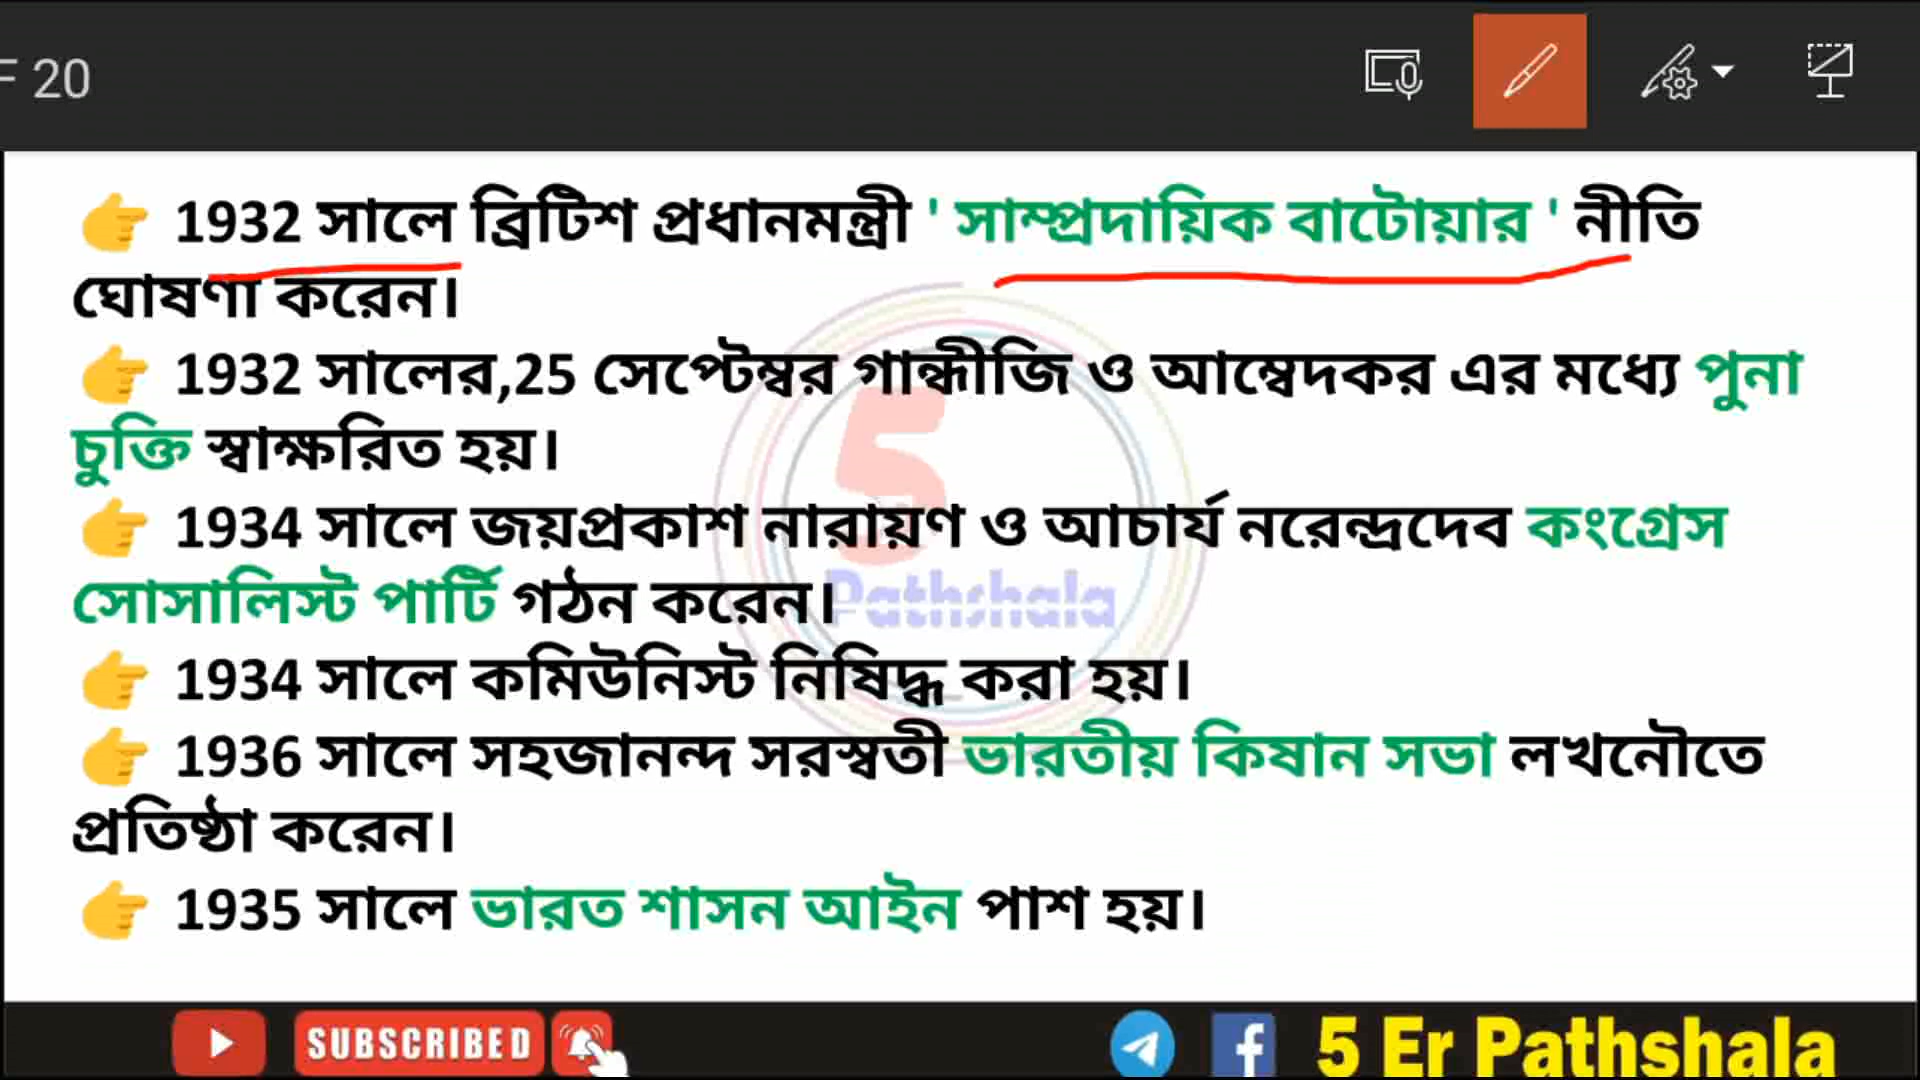 F 20
👉 1932 সালে ব্রিটিশ প্রধানমন্ত্রী ' সাম্প্রদায়িক বাটোয়ার ' নীতি
ঘোষণা করেন।
👉 1932 সালের,25 সেপ্টেম্বর গান্ধীজি ও আম্বেদকর এর মধ্যে পুনা
চুক্তি স্বাক্ষরিত হয়।
👉 1934 সালে জয়প্রকাশ নারায়ণ ও আচার্য নরেন্দ্রদেব কংগ্রেস
সোসালিস্ট পার্টি গঠন করেন।
👉 1934 সালে কমিউনিস্ট নিষিদ্ধ করা হয়।
👉 1936 সালে সহজানন্দ সরস্বতী ভারতীয় কিষান সভা লখনৌতে
প্রতিষ্ঠা করেন।
👉 1935 সালে ভারত শাসন আইন পাশ হয়।
5
Pathshala
SUBSCRIBED
5 Er Pathshala